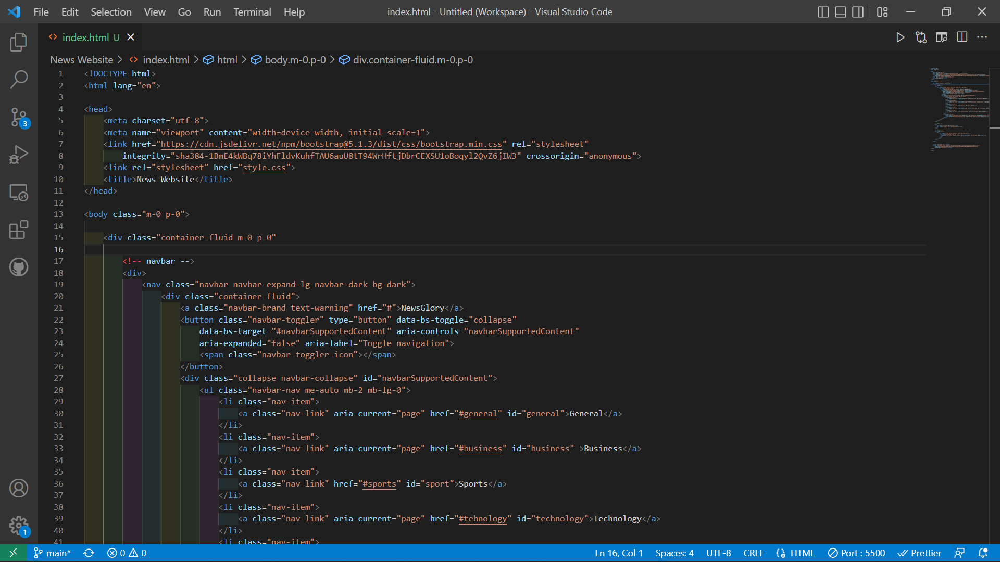 File Edit Selection View Go Run Terminal Help index.html - Untitled (Workspace) - Visual Studio Code
index.html U
News Website > index.html > html > body.m-0.p-0 > div.container-fluid.m-0.p-0
1 <!DOCTYPE html>
2 <html lang="en">
3
4 <head>
5 <meta charset="utf-8">
6 <meta name="viewport" content="width=device-width, initial-scale=1">
7 <link href="https://cdn.jsdelivr.net/npm/bootstrap@5.1.3/dist/css/bootstrap.min.css" rel="stylesheet"
8 integrity="sha384-1BmE4kWBq78iYhFldvKuhfTAU6auU8tT94WrHftjDbrCEXSU1oBoqyl2QvZ6jIW3" crossorigin="anonymous">
9 <link rel="stylesheet" href="style.css">
10 <title>News Website</title>
11 </head>
12
13 <body class="m-0 p-0">
14
15 <div class="container-fluid m-0 p-0"
16
17 <!-- navbar -->
18 <div>
19 <nav class="navbar navbar-expand-lg navbar-dark bg-dark">
20 <div class="container-fluid">
21 <a class="navbar-brand text-warning" href="#">NewsGlory</a>
22 <button class="navbar-toggler" type="button" data-bs-toggle="collapse"
23 data-bs-target="#navbarSupportedContent" aria-controls="navbarSupportedContent"
24 aria-expanded="false" aria-label="Toggle navigation">
25 <span class="navbar-toggler-icon"></span>
26 </button>
27 <div class="collapse navbar-collapse" id="navbarSupportedContent">
28 <ul class="navbar-nav me-auto mb-2 mb-lg-0">
29 <li class="nav-item">
30 <a class="nav-link" aria-current="page" href="#general" id="general">General</a>
31 </li>
32 <li class="nav-item">
33 <a class="nav-link" aria-current="page" href="#business" id="business" >Business</a>
34 </li>
35 <li class="nav-item">
36 <a class="nav-link" href="#sports" id="sport">Sports</a>
37 </li>
38 <li class="nav-item">
39 <a class="nav-link" aria-current="page" href="#tehnology" id="technology">Technology</a>
40 </li>
41 <li class="nav-item">
3
1
main* 0 0 Ln 16, Col 1 Spaces: 4 UTF-8 CRLF HTML Port : 5500 Prettier